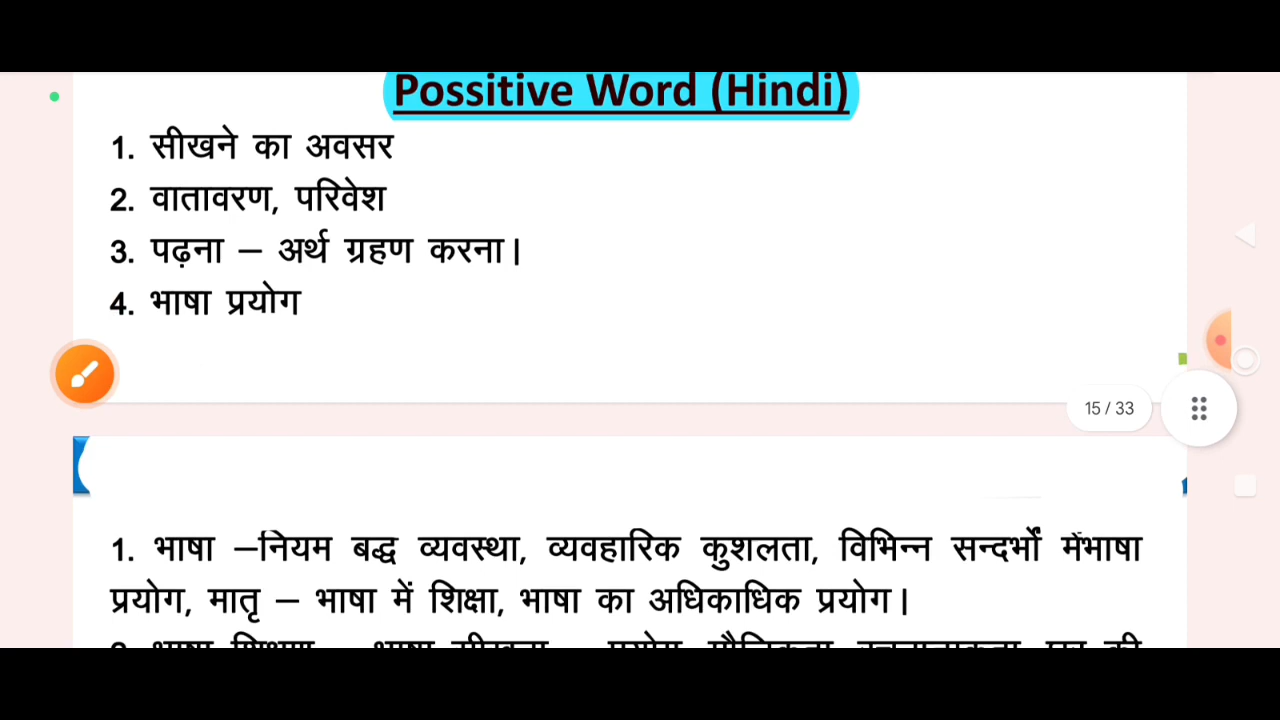 Possitive Word (Hindi)
1. सीखने का अवसर
2. वातावरण, परिवेश
3. पढ़ना – अर्थ ग्रहण करना।
4. भाषा प्रयोग
15 / 33
1. भाषा –नियम बद्ध व्यवस्था, व्यवहारिक कुशलता, विभिन्न सन्दर्भों मेंभाषा
प्रयोग, मातृ – भाषा में शिक्षा, भाषा का अधिकाधिक प्रयोग।